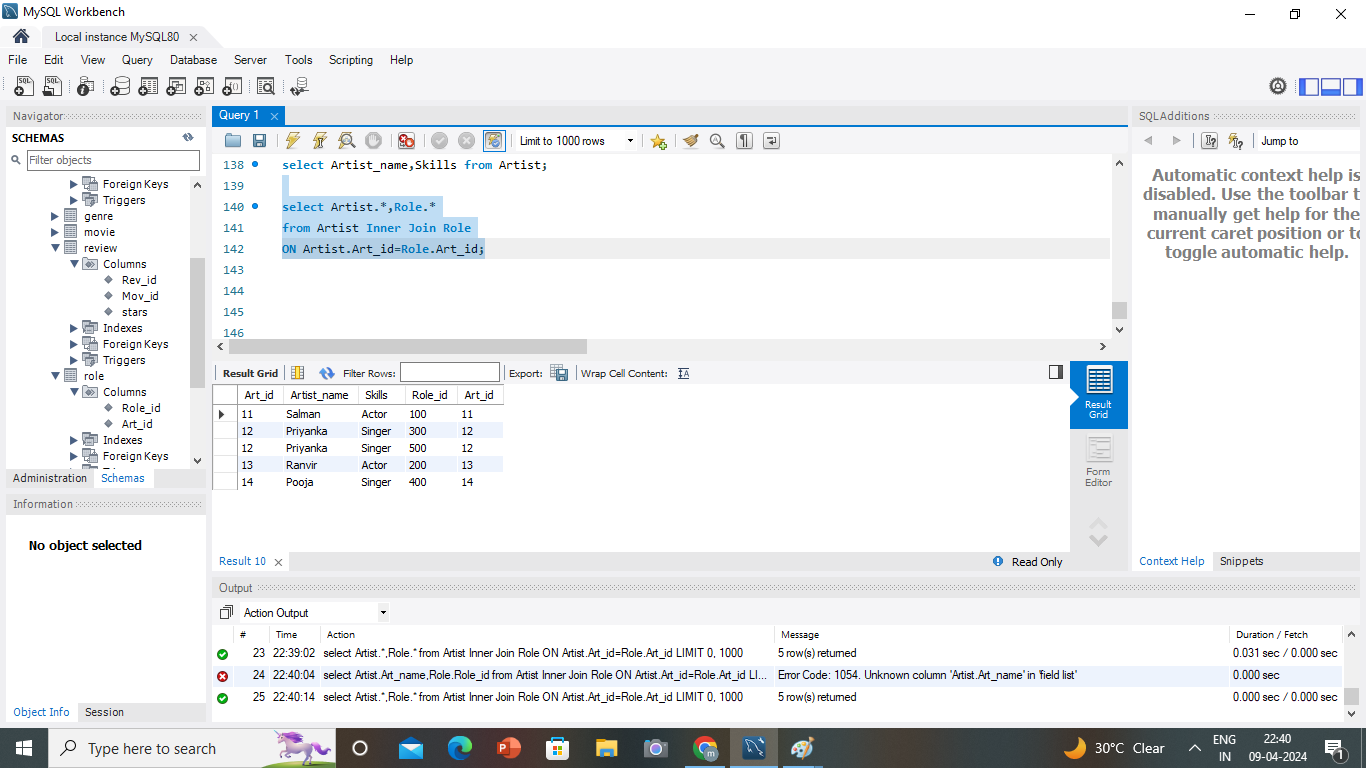 MySQL Workbench
Local instance MySQL80
File Edit View Query Database Server Tools Scripting Help
Navigator
SCHEMAS
Filter objects
Foreign Keys
Triggers
genre
movie
review
Columns
Rev_id
Mov_id
stars
Indexes
Foreign Keys
Triggers
role
Columns
Role_id
Art_id
Indexes
Foreign Keys
Administration Schemas
Information
No object selected
Object Info Session
Query 1
Limit to 1000 rows
138 select Artist_name,Skills from Artist;
139
140 select Artist.*,Role.*
141 from Artist Inner Join Role
142 ON Artist.Art_id=Role.Art_id;
143
144
145
146
Result Grid Filter Rows: Export: Wrap Cell Content:
Art_id Artist_name Skills Role_id Art_id
11 Salman Actor 100 11
12 Priyanka Singer 300 12
12 Priyanka Singer 500 12
13 Ranvir Actor 200 13
14 Pooja Singer 400 14
Result Grid
Form Editor
Result 10
Read Only
SQLAdditions
Jump to
Automatic context help is
disabled. Use the toolbar t
manually get help for the
current caret position or to
toggle automatic help.
Context Help Snippets
Output
Action Output
# Time Action Message Duration / Fetch
23 22:39:02 select Artist.*,Role.* from Artist Inner Join Role ON Artist.Art_id=Role.Art_id LIMIT 0, 1000 5 row(s) returned 0.031 sec / 0.000 sec
24 22:40:04 select Artist.Art_name,Role.Role_id from Artist Inner Join Role ON Artist.Art_id=Role.Art_id LI... Error Code: 1054. Unknown column 'Artist.Art_name' in 'field list' 0.000 sec
25 22:40:14 select Artist.*,Role.* from Artist Inner Join Role ON Artist.Art_id=Role.Art_id LIMIT 0, 1000 5 row(s) returned 0.000 sec / 0.000 sec
Type here to search
30°C Clear
ENG
IN
22:40
09-04-2024
1